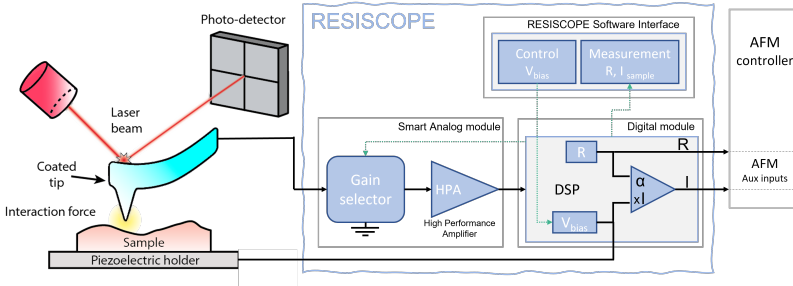 Photo-detector
RESISCOPE
RESISCOPE Software Interface
Control
V bias
Measurement
R, I sample
AFM
controller
Laser
beam
Smart Analog module
Digital module
R
R
Coated
tip
Gain
selector
HPA
DSP
α
xI
I
AFM
Aux inputs
Interaction force
High Performance
Amplifier
V bias
Sample
Piezoelectric holder